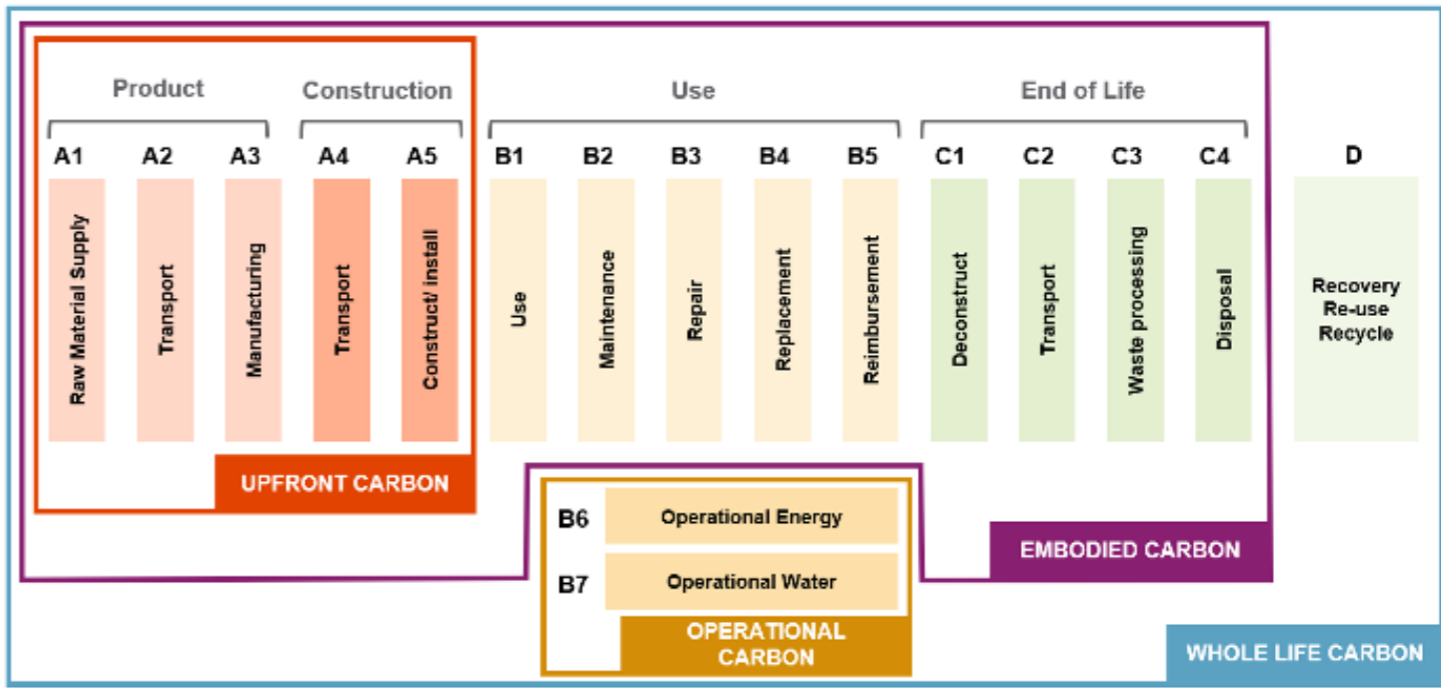 Product
Construction
Use
End of Life
A1
A2
A3
A4
A5
B1
B2
B3
B4
B5
C1
C2
C3
C4
D
Raw Material Supply
Transport
Manufacturing
Transport
Construct/ install
Use
Maintenance
Repair
Replacement
Reimbursement
Deconstruct
Transport
Waste processing
Disposal
Recovery
Re-use
Recycle
UPFRONT CARBON
B6
Operational Energy
B7
Operational Water
OPERATIONAL
CARBON
EMBODIED CARBON
WHOLE LIFE CARBON